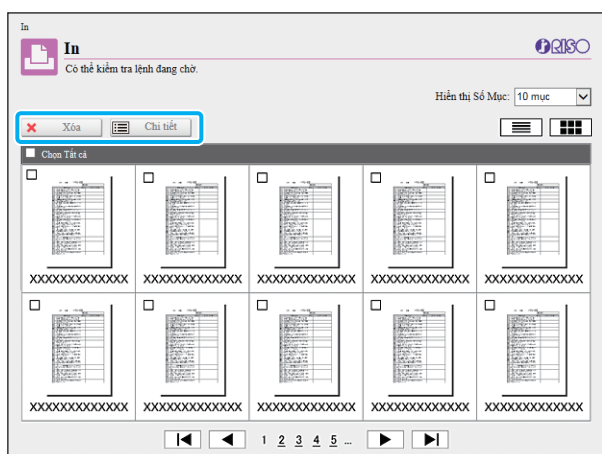 In
In
RISO
Có thể kiểm tra lệnh đang chờ.
Hiển thị Số Mục: 10 mục
Xóa Chi tiết
Chọn Tất cả
XXXXXXXXXXXXX XXXXXXXXXXXXX XXXXXXXXXXXXX XXXXXXXXXXXXX XXXXXXXXXXXXX
XXXXXXXXXXXXX XXXXXXXXXXXXX XXXXXXXXXXXXX XXXXXXXXXXXXX XXXXXXXXXXXXX
1 2 3 4 5 ...